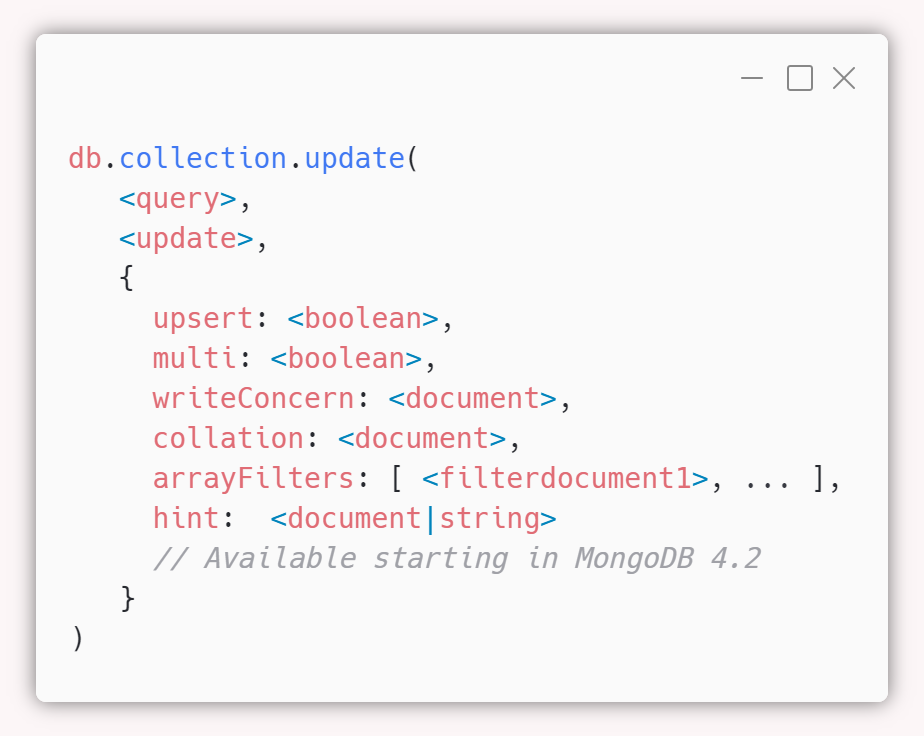 db.collection.update(
   <query>,
   <update>,
   {
     upsert: <boolean>,
     multi: <boolean>,
     writeConcern: <document>,
     collation: <document>,
     arrayFilters: [ <filterdocument1>, ... ],
     hint:  <document|string>
     // Available starting in MongoDB 4.2
   }
)